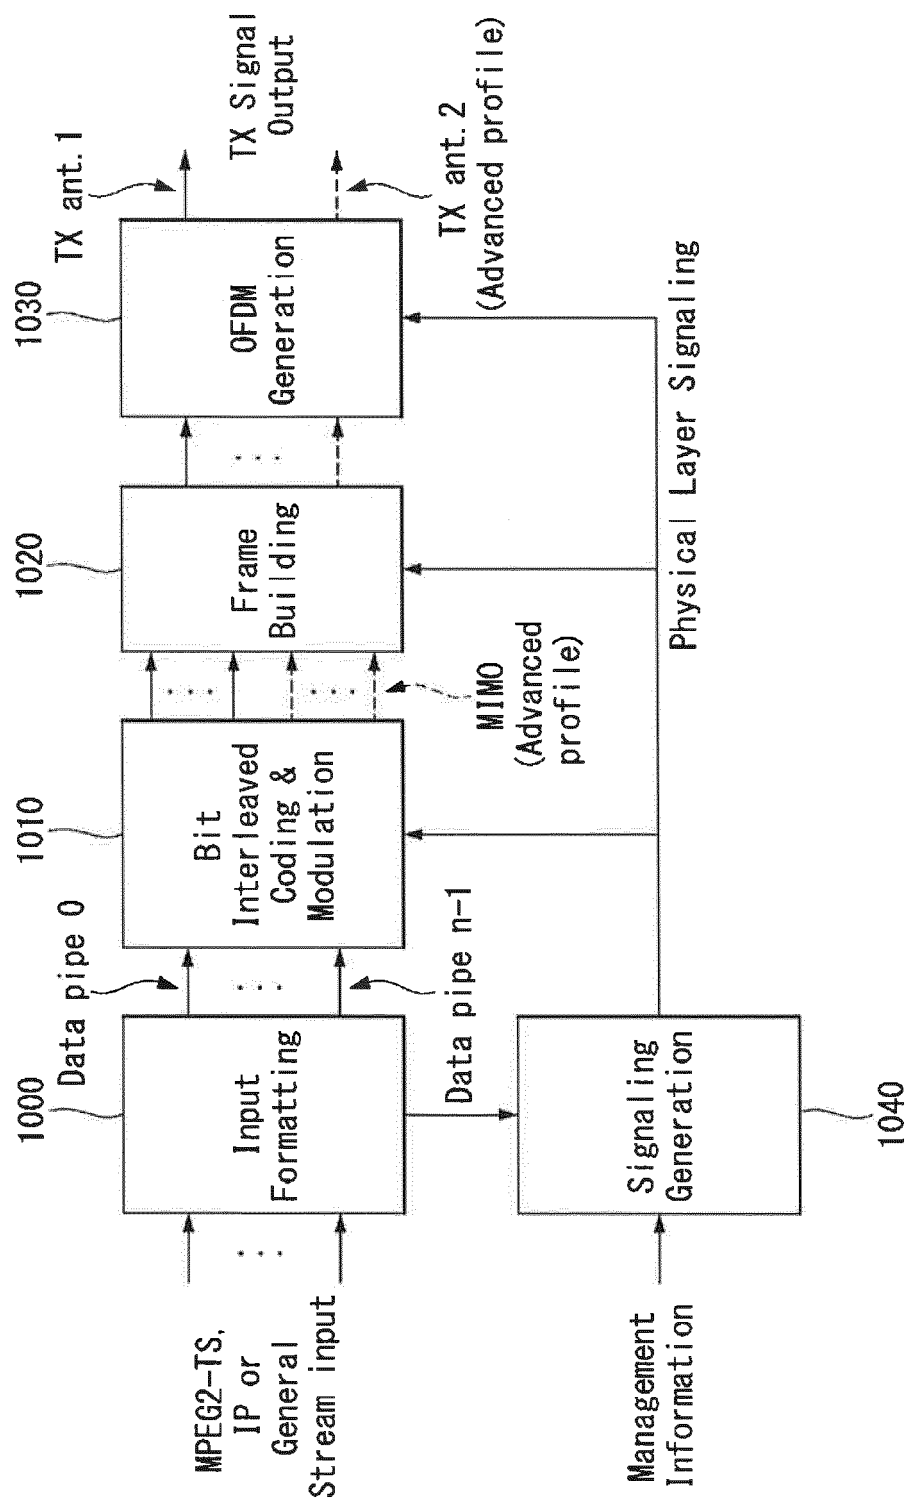 1000
1010
1020
1030
Data pipe 0
TX ant.1
MPEG2-TS,
IP or
General
Stream input
Input
Formatting
Bit
Interleaved
Coding &
Modulation
Frame
Building
OFDM
Generation
TX Signal
Output
Data pipe n-1
MIMO
(Advanced
profile)
TX ant.2
(Advanced profile)
Management
Information
Signaling
Generation
Physical Layer Signaling
1040